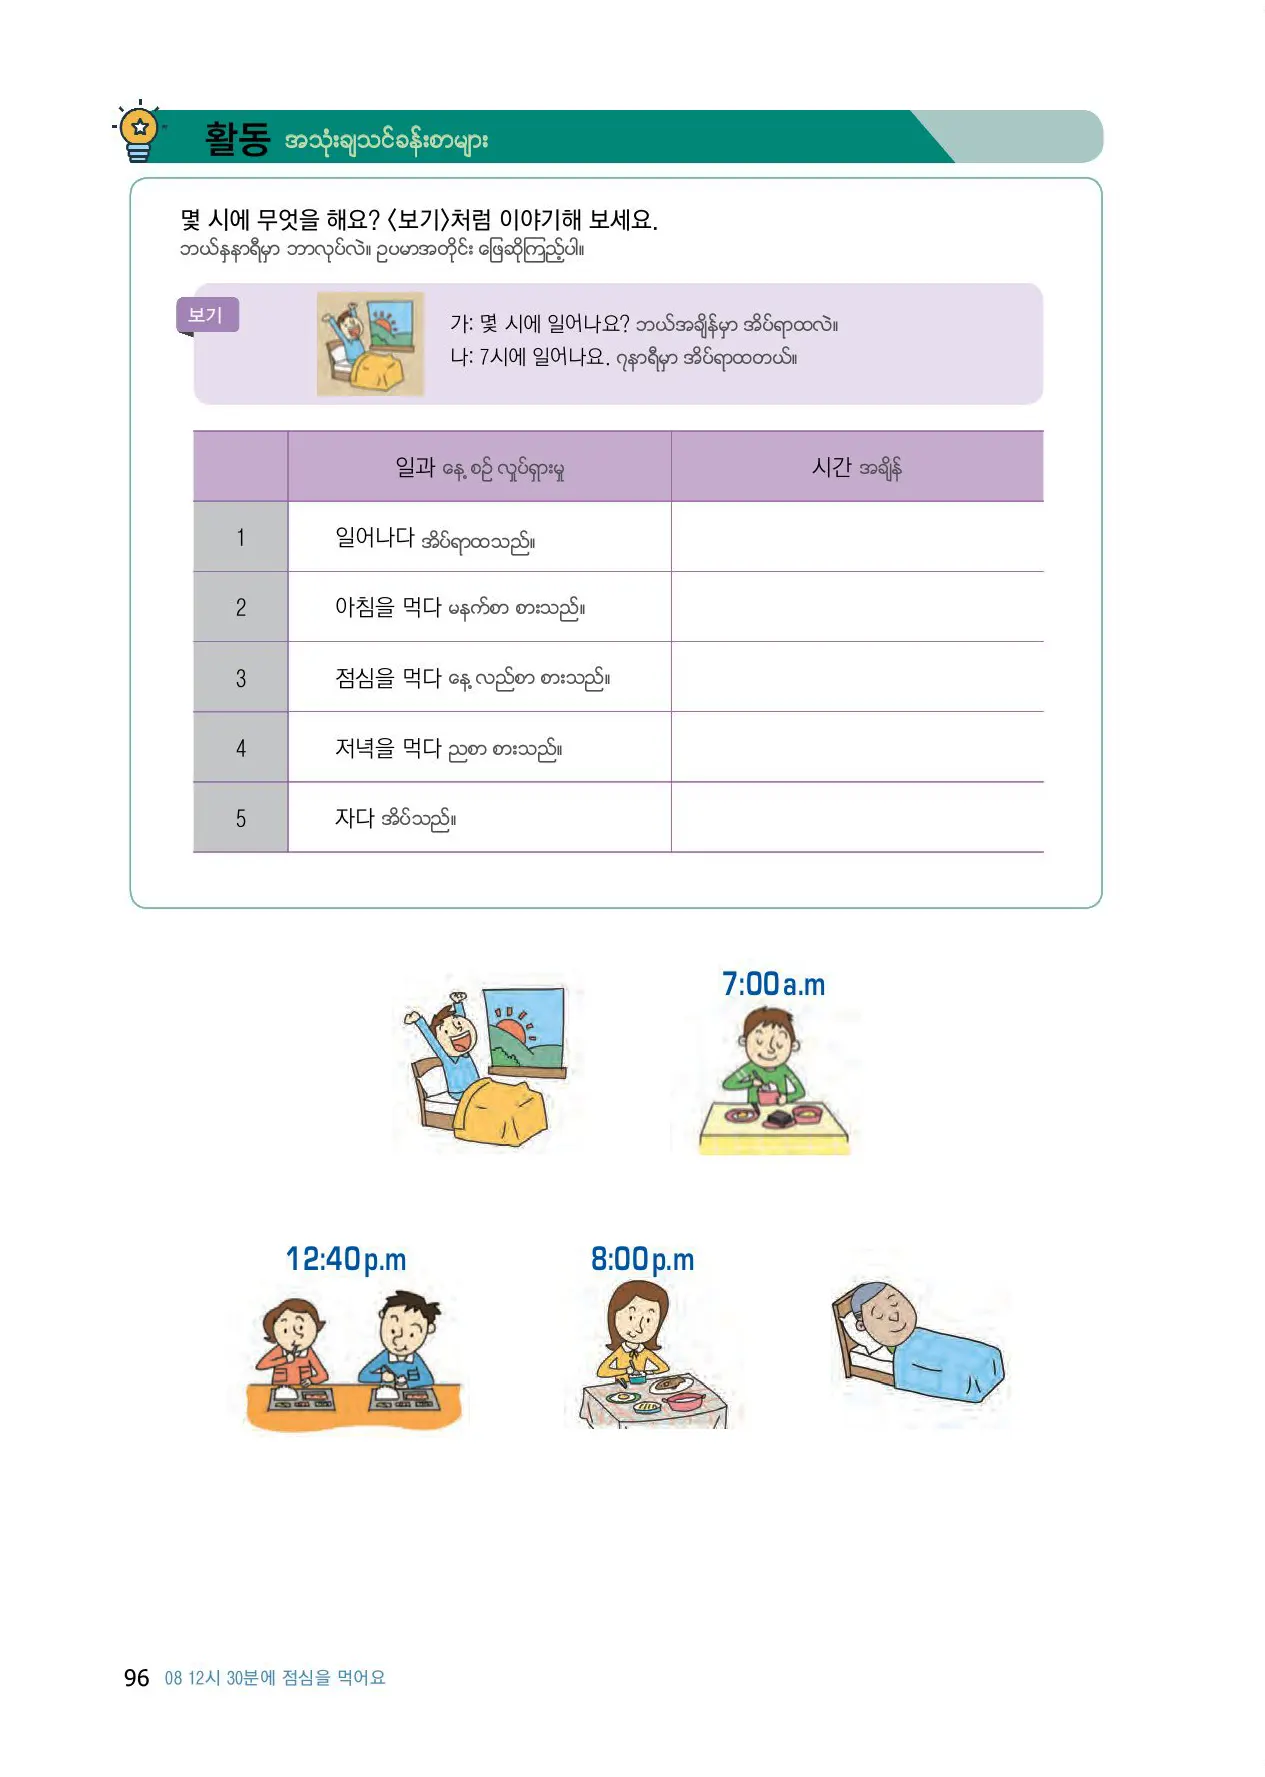 활동 အသုံးချသင်ခန်းစာများ
몇 시에 무엇을 해요? 〈보기〉처럼 이야기해 보세요.
ဘယ်နှနာရီမှာ ဘာလုပ်လဲ။ ဥပမာအတိုင်း ဖြေဆိုကြည့်ပါ။
보기
가: 몇 시에 일어나요? ဘယ်အချိန်မှာ အိပ်ရာထလဲ။
나: 7시에 일어나요. ၇နာရီမှာ အိပ်ရာထတယ်။
일과 နေ့စဉ် လှုပ်ရှားမှု 시간 အချိန်
1 일어나다 အိပ်ရာထသည်။
2 아침을 먹다 မနက်စာ စားသည်။
3 점심을 먹다 နေ့လည်စာ စားသည်။
4 저녁을 먹다 ညစာ စားသည်။
5 자다 အိပ်သည်။
7:00 a.m
12:40 p.m 8:00 p.m
96 08 12시 30분에 점심을 먹어요